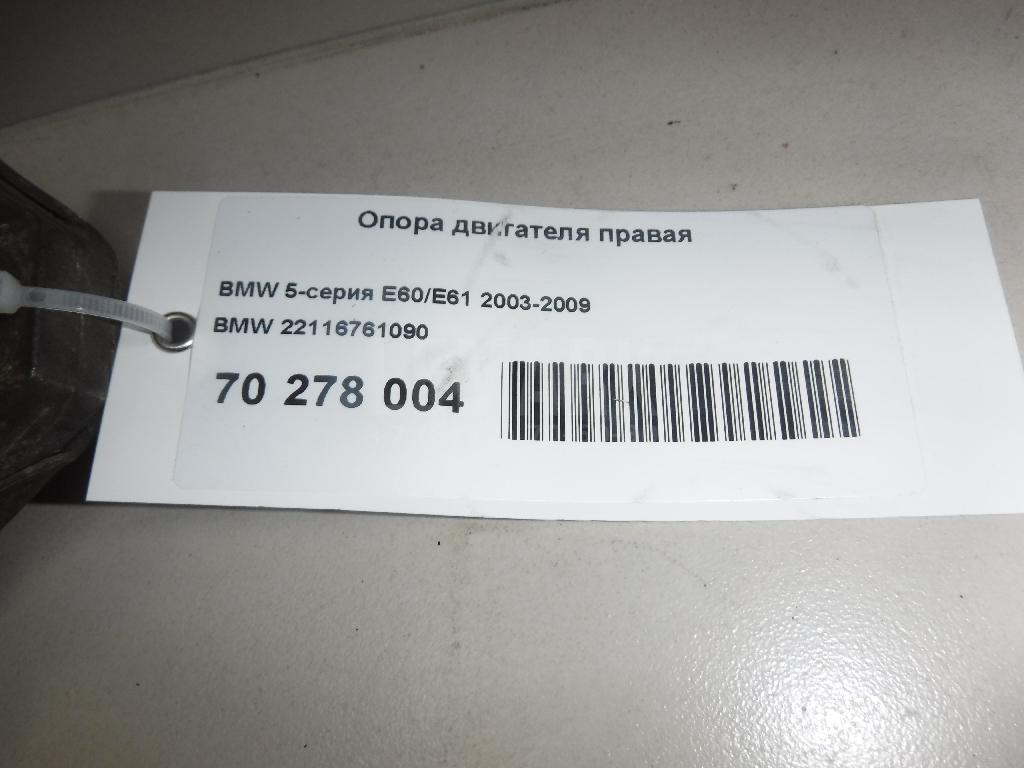 Опора двигателя правая
BMW 5-серия E60/E61 2003-2009
BMW 22116761090
70 278 004